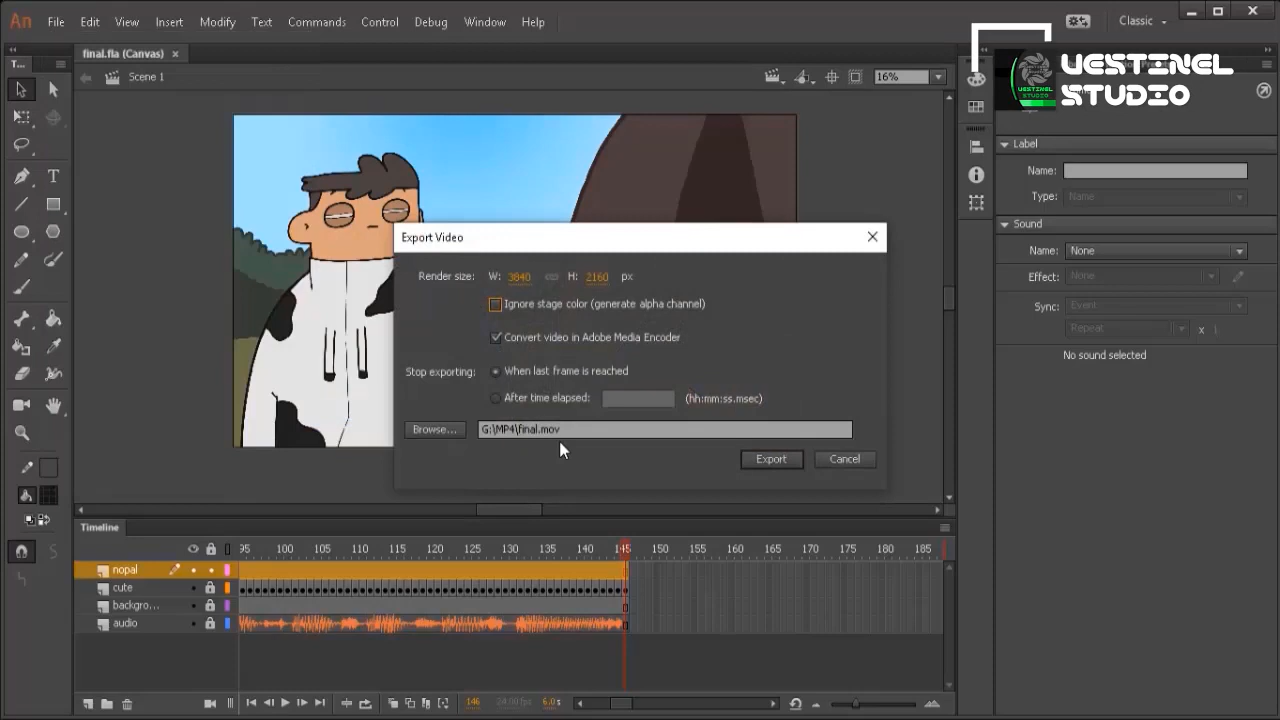 An File Edit View Insert Modify Text Commands Control Debug Window Help Classic
final.fla (Canvas)
T...
Scene 1
16%
VESTINEL
STUDIO
VESTINEL
STUDIO
Label
Name:
Type: Name
Sound
Name: None
Effect: None
Sync: Event
Repeat x 1
No sound selected
Export Video
Render size: W: 3840 H: 2160 px
Ignore stage color (generate alpha channel)
Convert video in Adobe Media Encoder
Stop exporting: When last frame is reached
After time elapsed: (hh:mm:ss.msec)
Browse... G:\MP4\final.mov
Export Cancel
Timeline
95 100 105 110 115 120 125 130 135 140 145 150 155 160 165 170 175 180 185
nopal
cute
backgro...
audio
146 24.00 fps 6.0 s